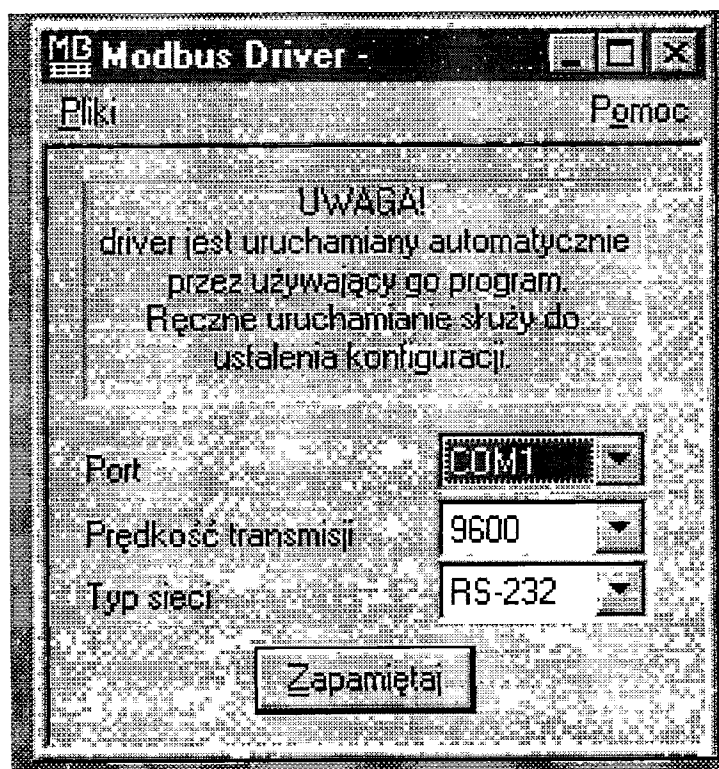 MB Modbus Driver -
Pliki Pomoc
UWAGA!
driver jest uruchamiany automatycznie
przez używający go program.
Ręczne uruchamianie służy do
ustalenia konfiguracji.
Port COM1
Prędkość transmisji 9600
Typ sieci RS-232
Zapamiętaj